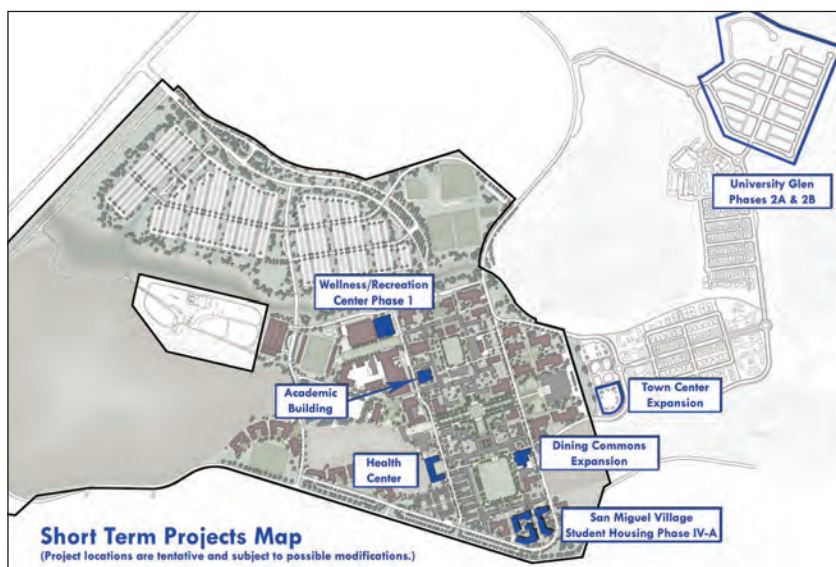 University Glen
Phases 2A & 2B
Wellness/Recreation
Center Phase 1
Academic
Building
Town Center
Expansion
Health
Center
Dining Commons
Expansion
San Miguel Village
Student Housing Phase IV-A
Short Term Projects Map
(Project locations are tentative and subject to possible modifications.)